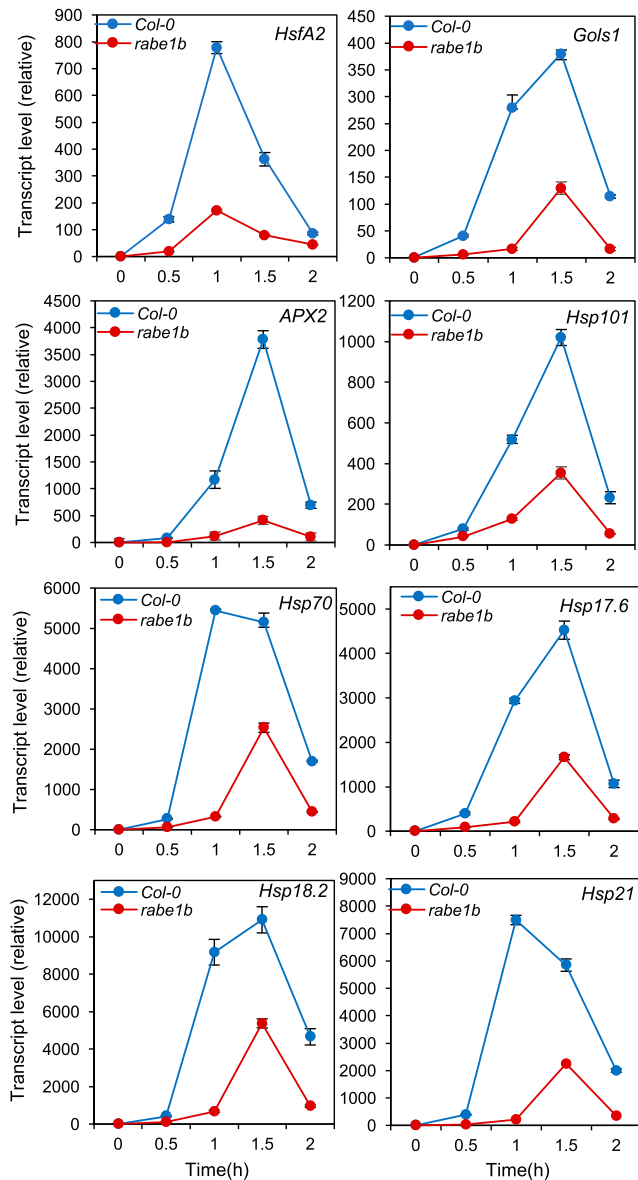 Transcript level (relative)
900
800
700
600
500
400
300
200
100
0
Col-0
rabe1b
HsfA2
0 0.5 1 1.5 2
450
400
350
300
250
200
150
100
50
0
Col-0
rabe1b
Gols1
0 0.5 1 1.5 2
Transcript level (relative)
4500
4000
3500
3000
2500
2000
1500
1000
500
0
Col-0
rabe1b
APX2
0 0.5 1 1.5 2
1200
1000
800
600
400
200
0
Col-0
rabe1b
Hsp101
0 0.5 1 1.5 2
Transcript level (relative)
6000
5000
4000
3000
2000
1000
0
Col-0
rabe1b
Hsp70
0 0.5 1 1.5 2
5000
4000
3000
2000
1000
0
Col-0
rabe1b
Hsp17.6
0 0.5 1 1.5 2
Transcript level (relative)
12000
10000
8000
6000
4000
2000
0
Col-0
rabe1b
Hsp18.2
0 0.5 1 1.5 2
Time(h)
9000
8000
7000
6000
5000
4000
3000
2000
1000
0
Col-0
rabe1b
Hsp21
0 0.5 1 1.5 2
Time(h)